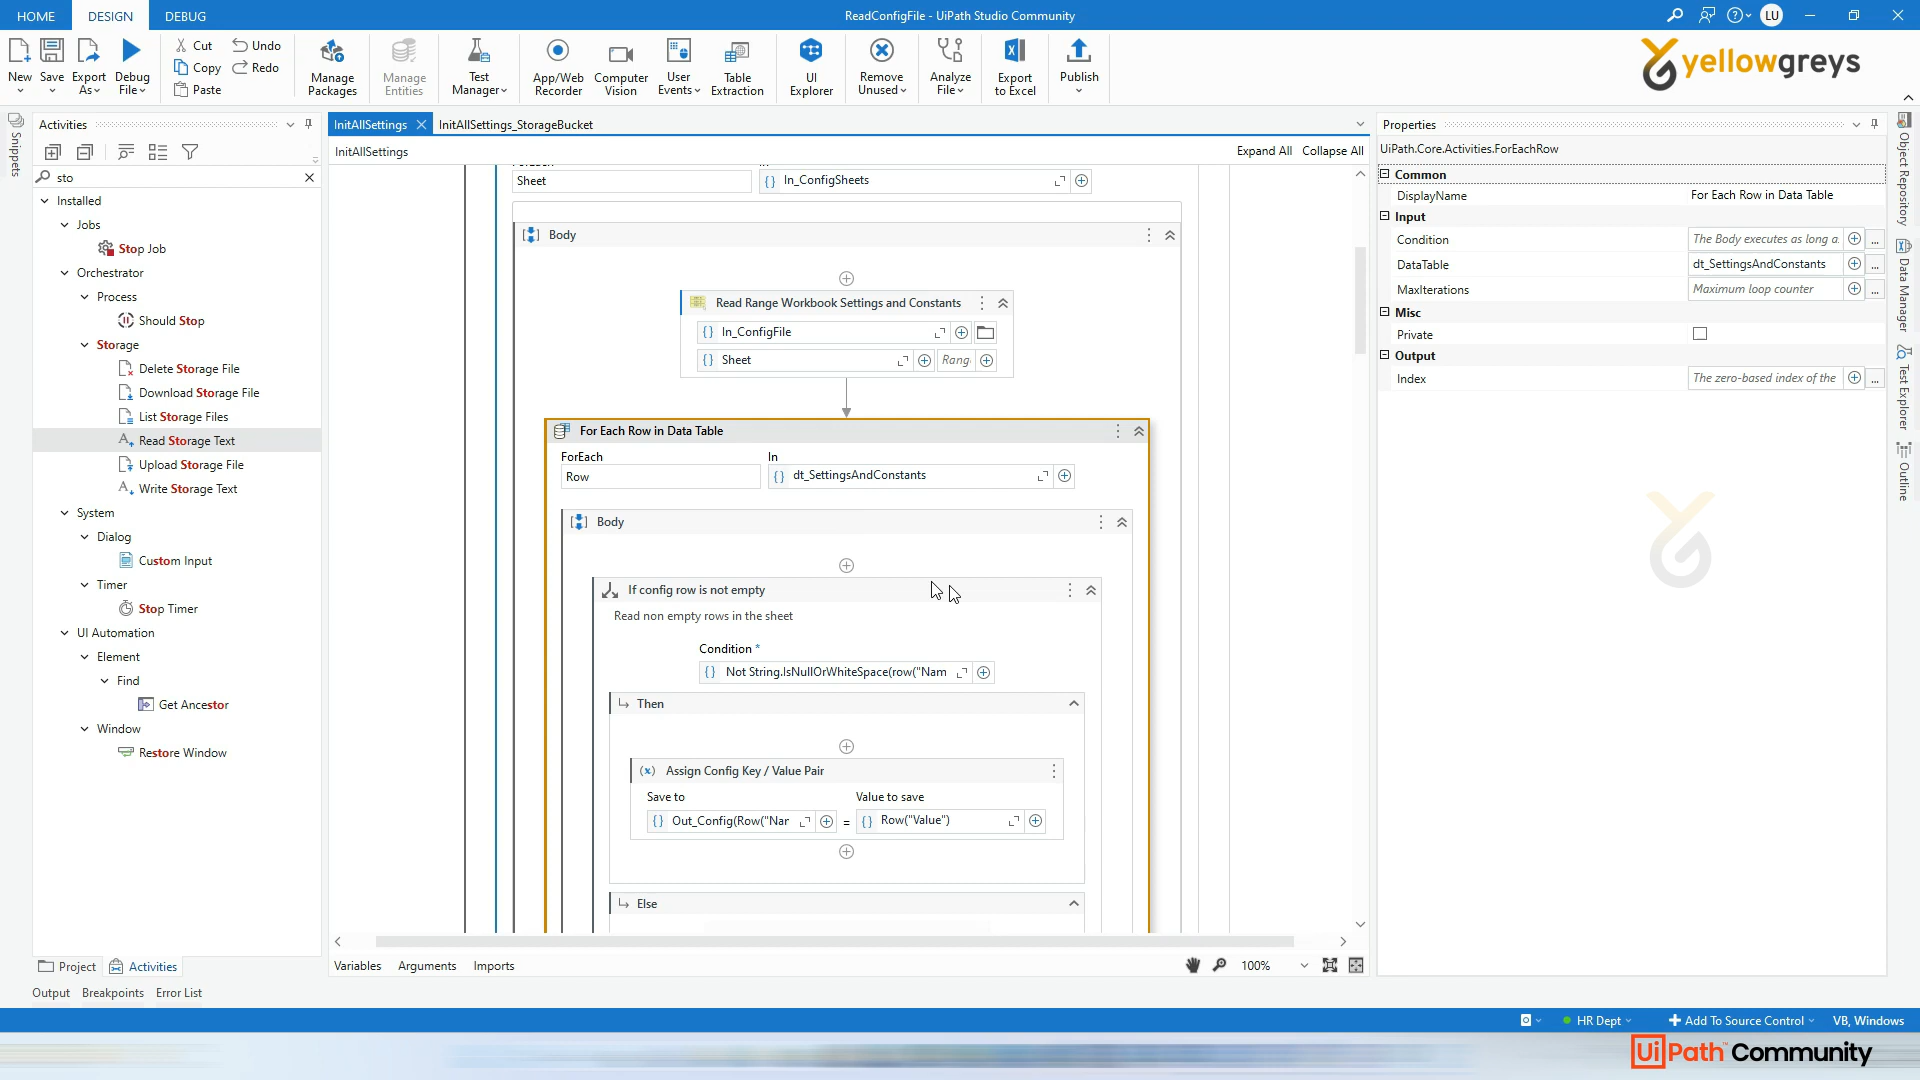 HOME
DESIGN
DEBUG
ReadConfigFile - UiPath Studio Community
LU
New
Save
Export As
Debug File
Cut
Copy
Paste
Undo
Redo
Manage Packages
Manage Entities
Test Manager
App/Web Recorder
Computer Vision
User Events
Table Extraction
UI Explorer
Remove Unused
Analyze File
Export to Excel
Publish
yellowgreys
Snippets
Activities
sto
Installed
Jobs
Stop Job
Orchestrator
Process
Should Stop
Storage
Delete Storage File
Download Storage File
List Storage Files
Read Storage Text
Upload Storage File
Write Storage Text
System
Dialog
Custom Input
Timer
Stop Timer
UI Automation
Element
Find
Get Ancestor
Window
Restore Window
Project
Activities
Output
Breakpoints
Error List
InitAllSettings
InitAllSettings_StorageBucket
InitAllSettings
Expand All
Collapse All
Sheet
In_ConfigSheets
Body
Read Range Workbook Settings and Constants
In_ConfigFile
Sheet
Rang
For Each Row in Data Table
ForEach
In
Row
dt_SettingsAndConstants
Body
If config row is not empty
Read non empty rows in the sheet
Condition *
Not String.IsNullOrWhiteSpace(row("Nam
Then
Assign Config Key / Value Pair
Save to
Value to save
Out_Config(Row("Nar
=
Row("Value")
Else
Variables
Arguments
Imports
100%
Properties
UiPath.Core.Activities.ForEachRow
Common
DisplayName
For Each Row in Data Table
Input
Condition
The Body executes as long a
DataTable
dt_SettingsAndConstants
MaxIterations
Maximum loop counter
Misc
Private
Output
Index
The zero-based index of the
Object Repository
Data Manager
Test Explorer
Outline
HR Dept
Add To Source Control
VB, Windows
UiPath Community